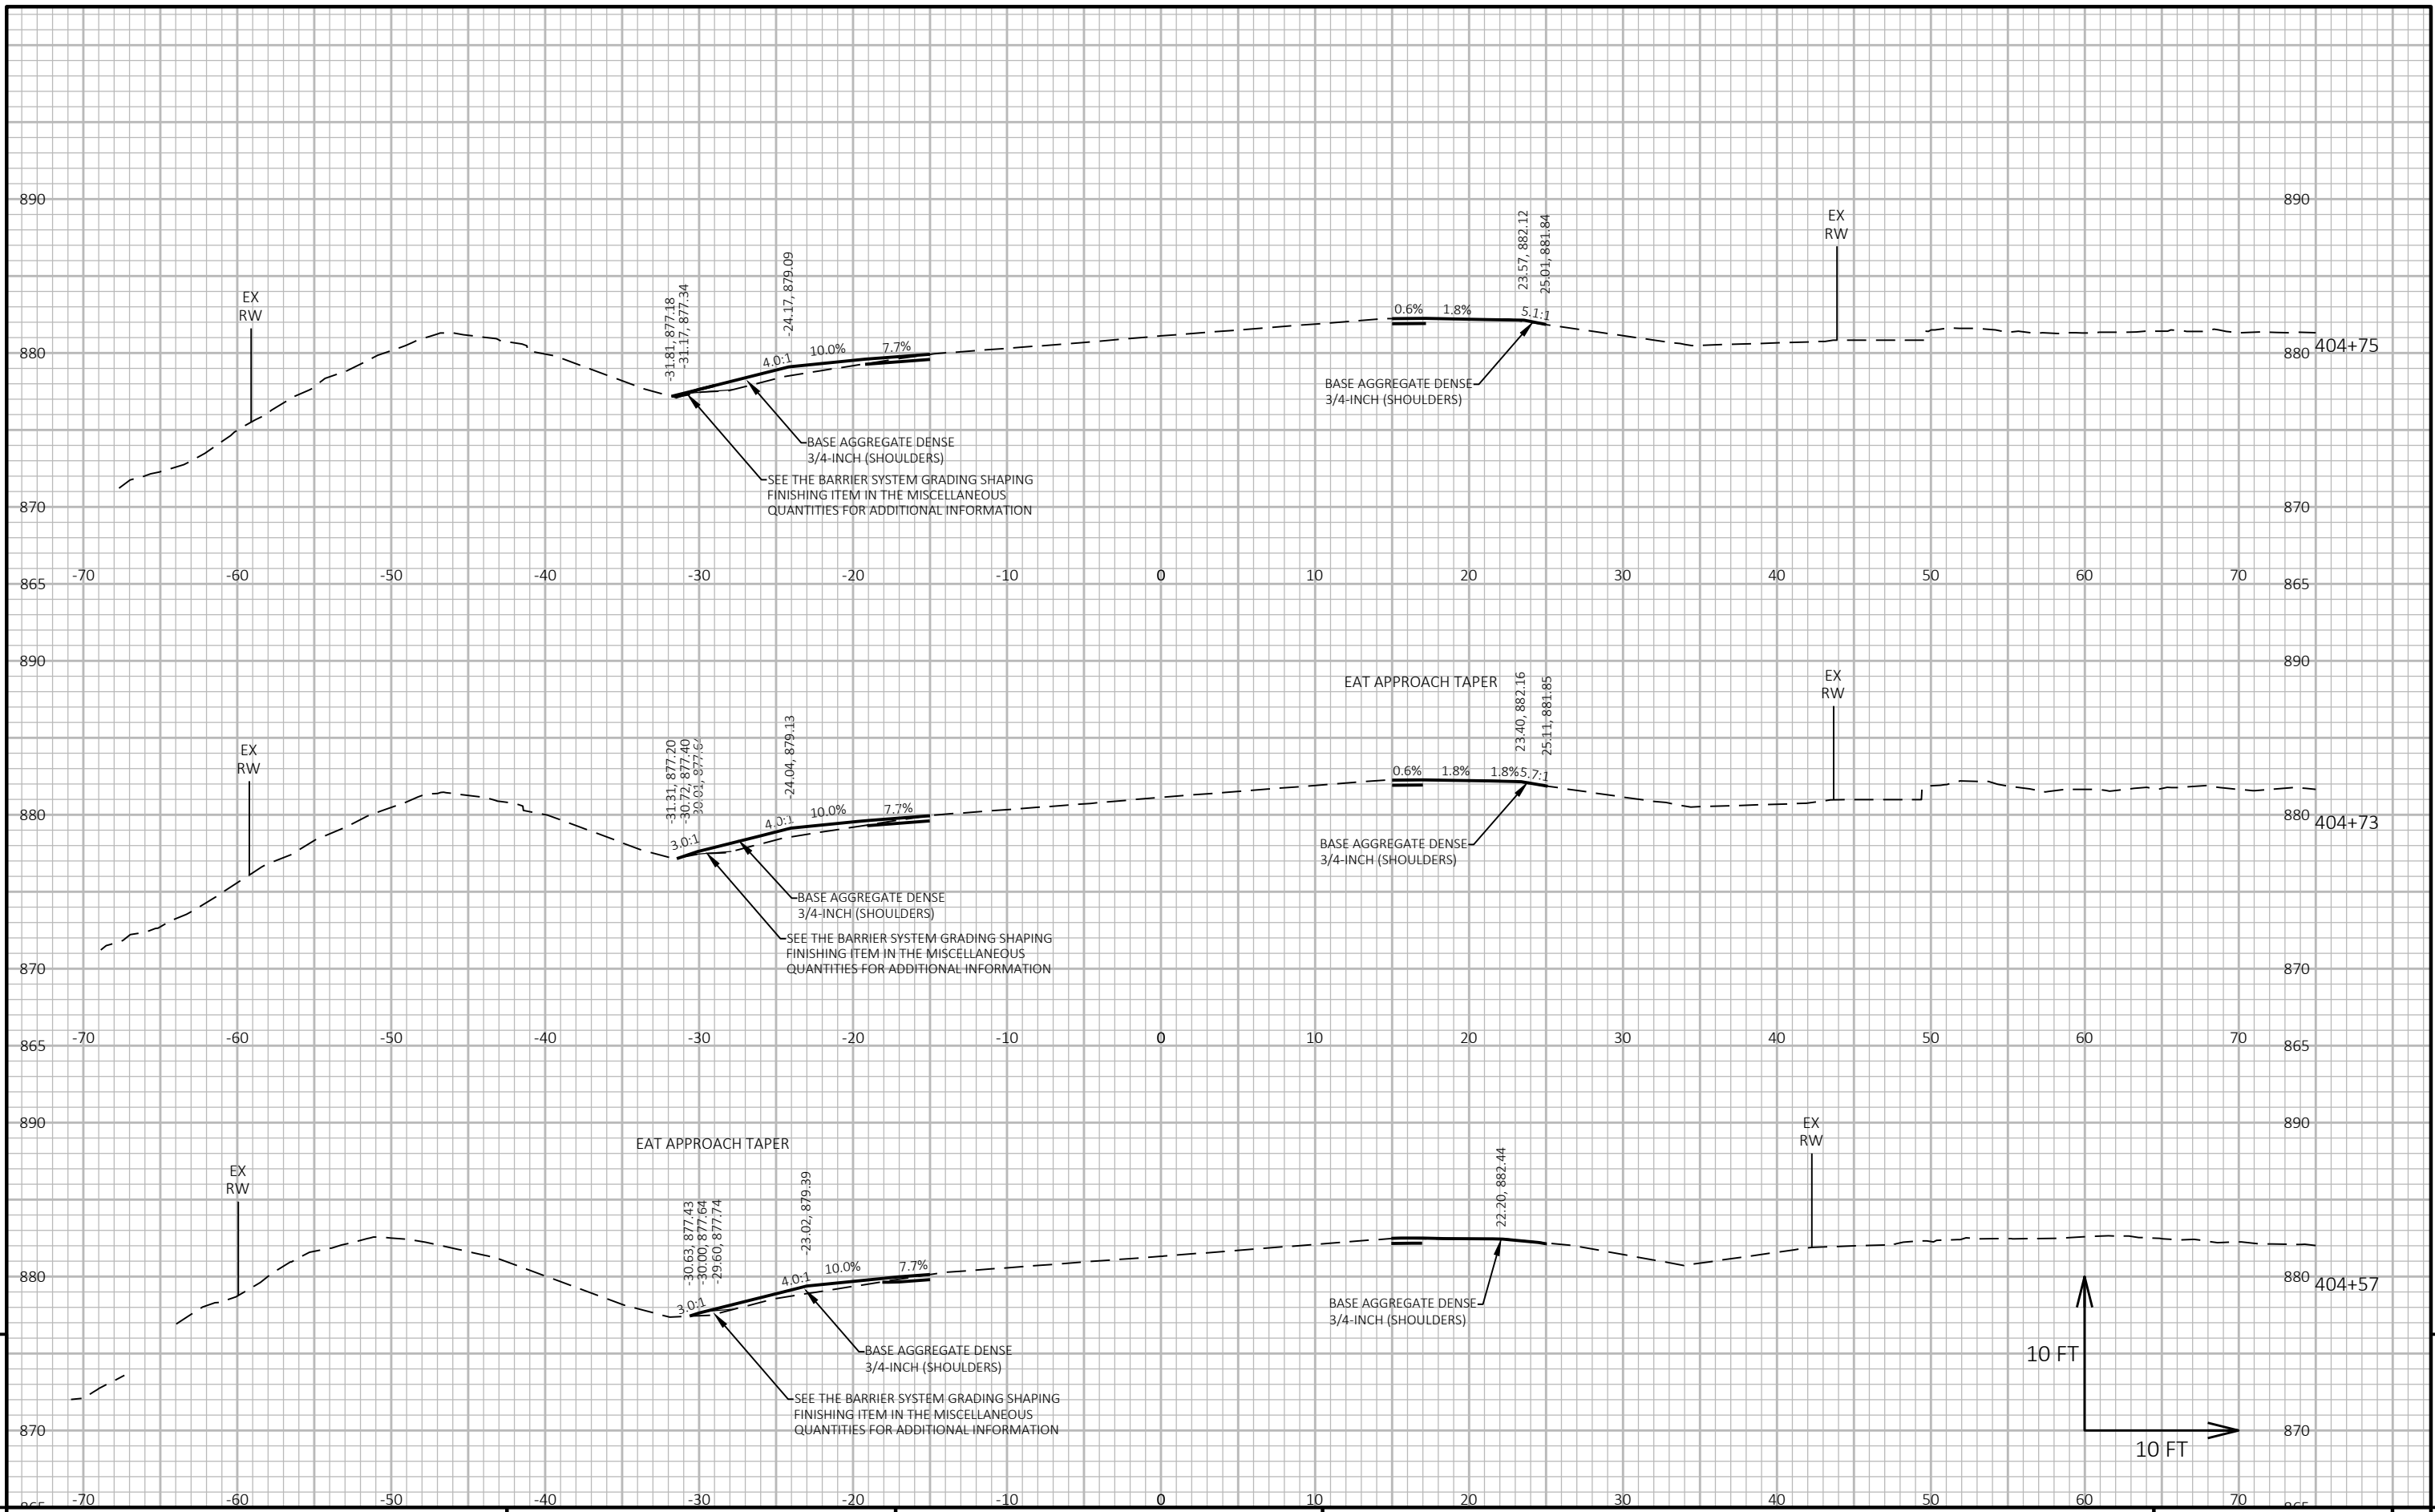 890
890
EX
RW
EX
RW
-31.81, 877.18
-31.17, 877.34
-24.17, 879.09
23.57, 882.12
25.01, 881.84
4.0:1
10.0%
7.7%
0.6%
1.8%
5.1:1
880
880
404+75
BASE AGGREGATE DENSE
3/4-INCH (SHOULDERS)
BASE AGGREGATE DENSE
3/4-INCH (SHOULDERS)
SEE THE BARRIER SYSTEM GRADING SHAPING
FINISHING ITEM IN THE MISCELLANEOUS
QUANTITIES FOR ADDITIONAL INFORMATION
870
870
865 -70 -60 -50 -40 -30 -20 -10 0 10 20 30 40 50 60 70 865
890
890
EX
RW
EAT APPROACH TAPER
EX
RW
-31.31, 877.20
-30.72, 877.40
-24.04, 879.13
23.40, 882.16
25.11, 881.85
3.0:1
4.0:1
10.0%
7.7%
0.6%
1.8%
1.8%
5.7:1
880
880
404+73
BASE AGGREGATE DENSE
3/4-INCH (SHOULDERS)
BASE AGGREGATE DENSE
3/4-INCH (SHOULDERS)
SEE THE BARRIER SYSTEM GRADING SHAPING
FINISHING ITEM IN THE MISCELLANEOUS
QUANTITIES FOR ADDITIONAL INFORMATION
870
870
865 -70 -60 -50 -40 -30 -20 -10 0 10 20 30 40 50 60 70 865
890
890
EX
RW
EAT APPROACH TAPER
EX
RW
-30.63, 877.43
-30.00, 877.64
-29.60, 877.74
-23.02, 879.39
22.20, 882.44
3.0:1
4.0:1
10.0%
7.7%
880
880
404+57
BASE AGGREGATE DENSE
3/4-INCH (SHOULDERS)
BASE AGGREGATE DENSE
3/4-INCH (SHOULDERS)
SEE THE BARRIER SYSTEM GRADING SHAPING
FINISHING ITEM IN THE MISCELLANEOUS
QUANTITIES FOR ADDITIONAL INFORMATION
10 FT
10 FT
870
870
-70 -60 -50 -40 -30 -20 -10 0 10 20 30 40 50 60 70